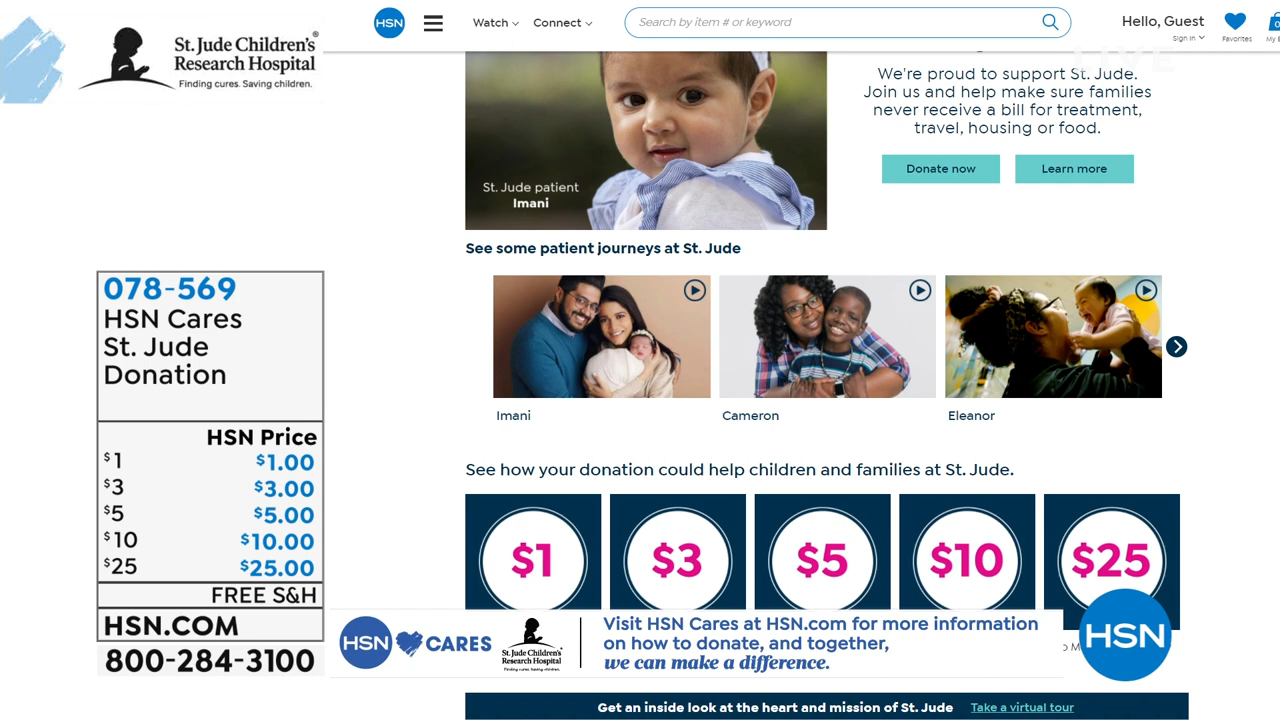 St. Jude Children's®
Research Hospital
Finding cures. Saving children.
HSN
Watch
Connect
Search by item # or keyword
Hello, Guest
Sign In
Favorites
My
0
LIVE
We're proud to support St. Jude.
Join us and help make sure families
never receive a bill for treatment,
travel, housing or food.
Donate now
Learn more
St. Jude patient
Imani
See some patient journeys at St. Jude
Imani
Cameron
Eleanor
See how your donation could help children and families at St. Jude.
$1
$3
$5
$10
$25
078-569
HSN Cares
St. Jude
Donation
HSN Price
$1 $1.00
$3 $3.00
$5 $5.00
$10 $10.00
$25 $25.00
FREE S&H
HSN.COM
800-284-3100
HSN CARES
St. Jude Children's
Research Hospital
Finding cures. Saving children.
Visit HSN Cares at HSN.com for more information
on how to donate, and together,
we can make a difference.
HSN
Get an inside look at the heart and mission of St. Jude Take a virtual tour